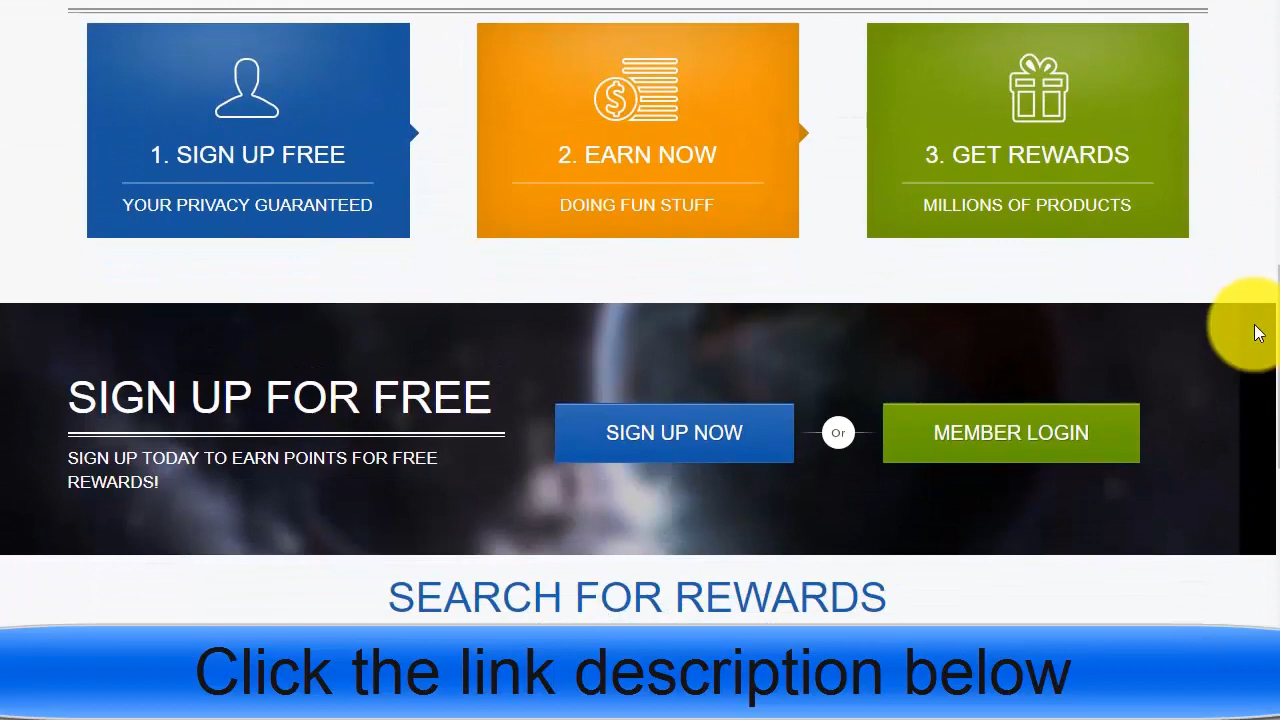 1. SIGN UP FREE
YOUR PRIVACY GUARANTEED
2. EARN NOW
DOING FUN STUFF
3. GET REWARDS
MILLIONS OF PRODUCTS
SIGN UP FOR FREE
SIGN UP TODAY TO EARN POINTS FOR FREE
REWARDS!
SIGN UP NOW
Or
MEMBER LOGIN
SEARCH FOR REWARDS
Click the link description below